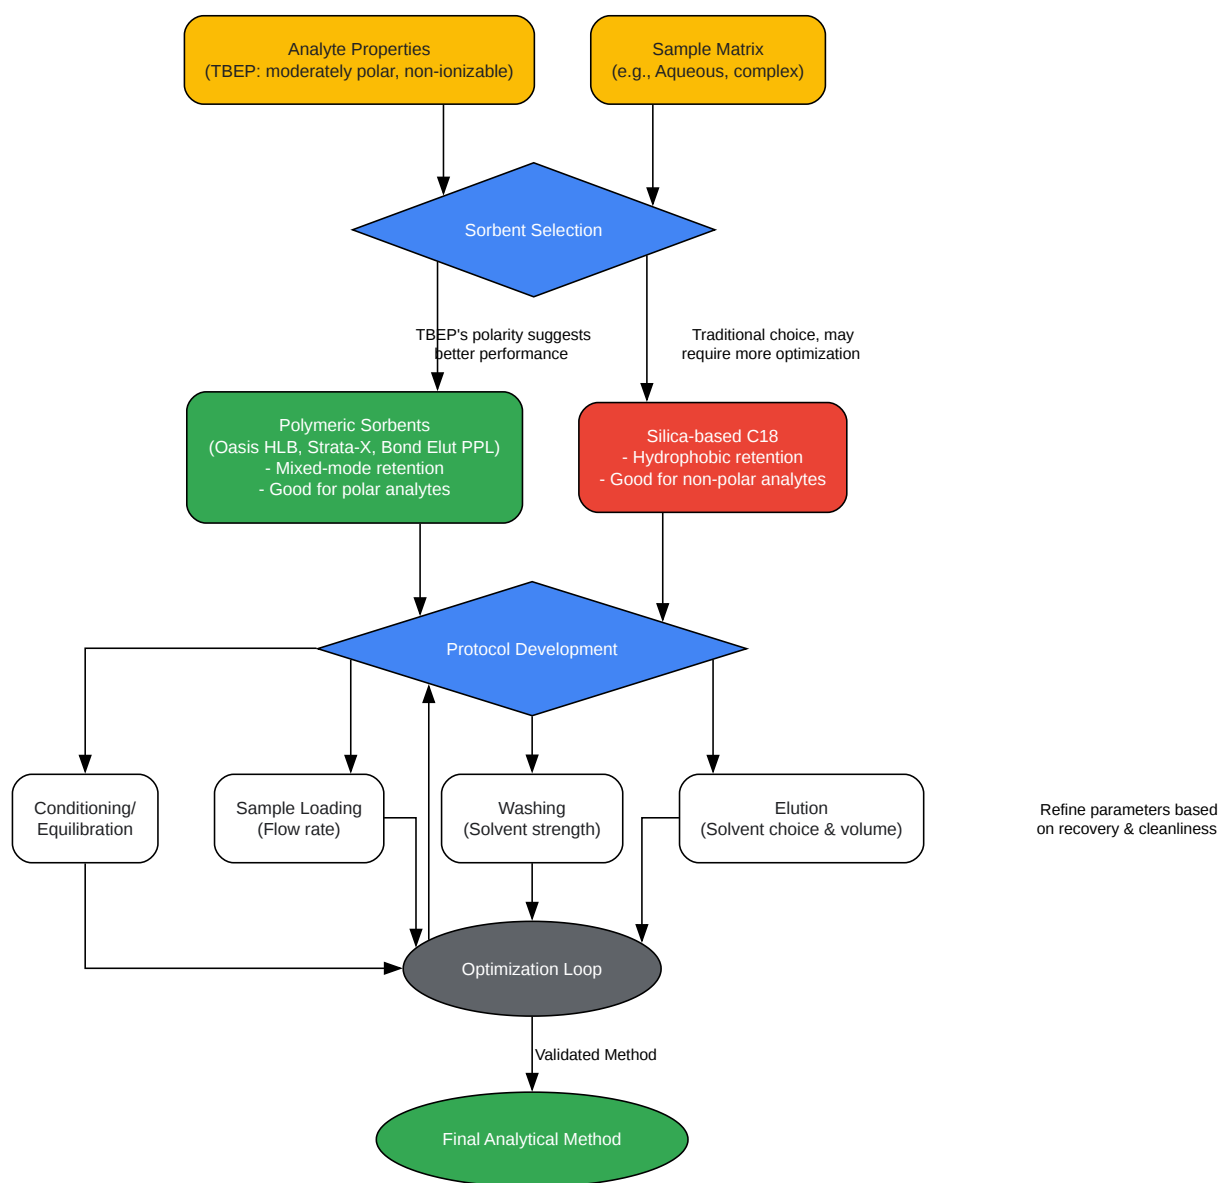 Analyte Properties
(TBEP: moderately polar, non-ionizable)
Sample Matrix
(e.g., Aqueous, complex)
Sorbent Selection
TBEP's polarity suggests
better performance
Traditional choice, may
require more optimization
Polymeric Sorbents
(Oasis HLB, Strata-X, Bond Elut PPL)
- Mixed-mode retention
- Good for polar analytes
Silica-based C18
- Hydrophobic retention
- Good for non-polar analytes
Protocol Development
Conditioning/
Equilibration
Sample Loading
(Flow rate)
Washing
(Solvent strength)
Elution
(Solvent choice & volume)
Refine parameters based
on recovery & cleanliness
Optimization Loop
Validated Method
Final Analytical Method